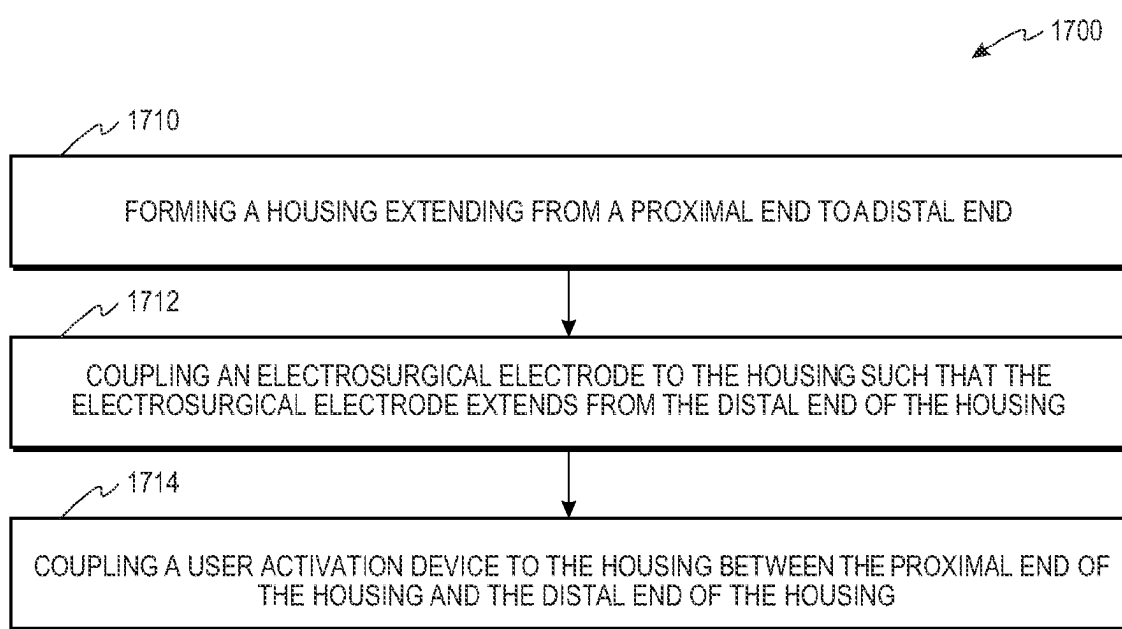 1700
1710
FORMING A HOUSING EXTENDING FROM A PROXIMAL END TO A DISTAL END
1712
COUPLING AN ELECTROSURGICAL ELECTRODE TO THE HOUSING SUCH THAT THE
ELECTROSURGICAL ELECTRODE EXTENDS FROM THE DISTAL END OF THE HOUSING
1714
COUPLING A USER ACTIVATION DEVICE TO THE HOUSING BETWEEN THE PROXIMAL END OF
THE HOUSING AND THE DISTAL END OF THE HOUSING